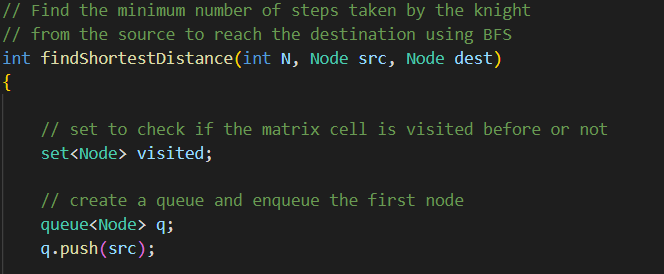 // Find the minimum number of steps taken by the knight
// from the source to reach the destination using BFS
int findShortestDistance(int N, Node src, Node dest)
{
// set to check if the matrix cell is visited before or not
set<Node> visited;
// create a queue and enqueue the first node
queue<Node> q;
q.push(src);